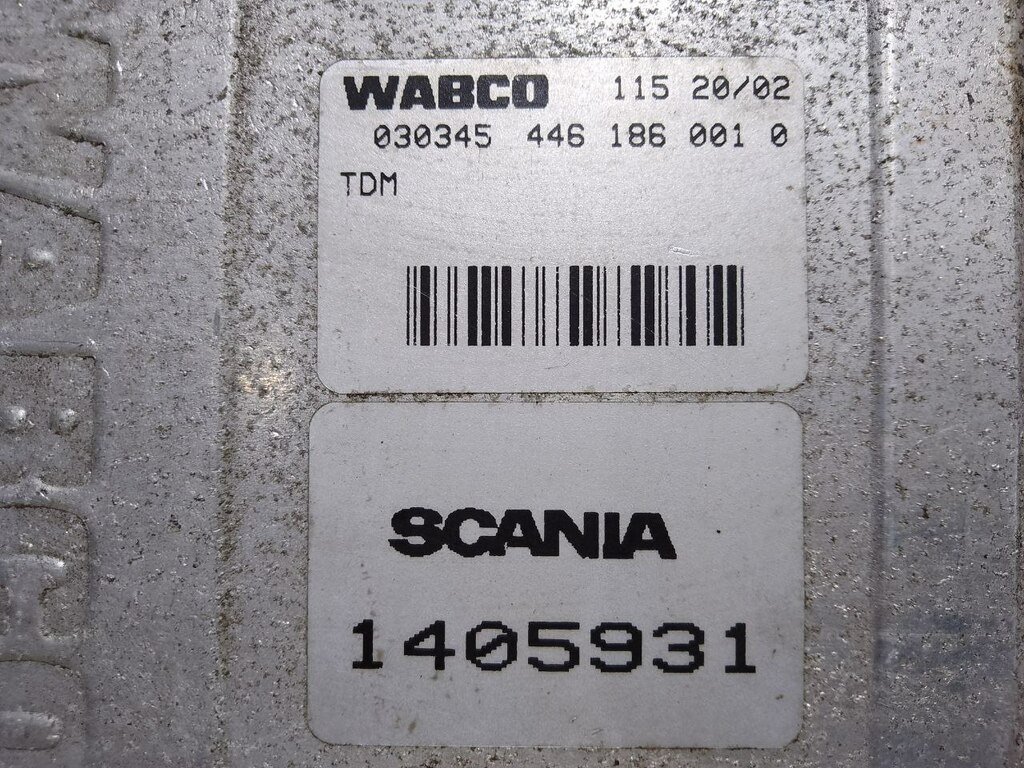 WABCO 115 20/02
030345 446 186 001 0
TDM
SCANIA
1405931